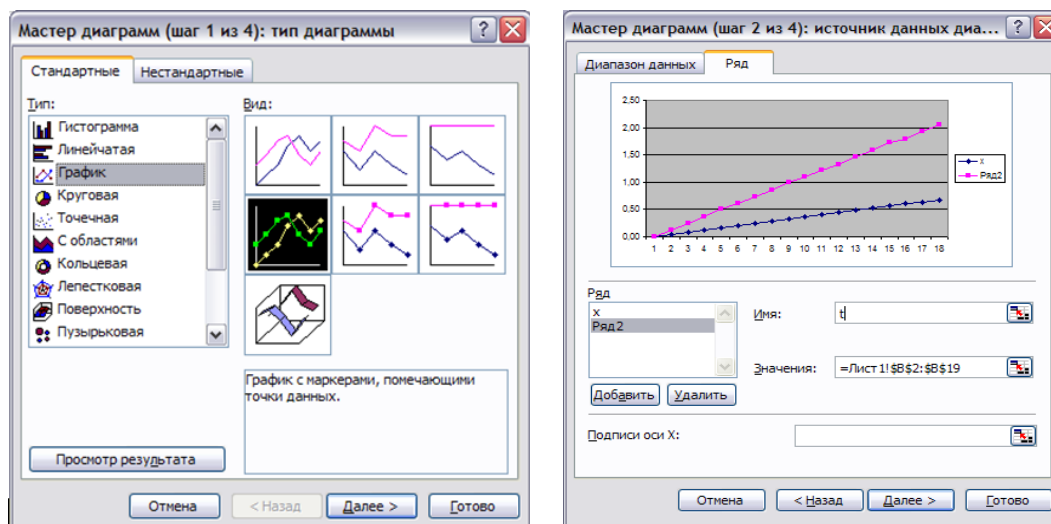 Мастер диаграмм (шаг 1 из 4): тип диаграммы
Стандартные Нестандартные
Тип:
Гистограмма
Линейчатая
График
Круговая
Точечная
С областями
Кольцевая
Лепестковая
Поверхность
Пузырьковая
Вид:
График с маркерами, помечающими
точки данных.
Просмотр результата
Отмена < Назад Далее > Готово
Мастер диаграмм (шаг 2 из 4): источник данных диа...
Диапазон данных Ряд
2.50
2.00
1.50
1.00
0.50
0.00
1 2 3 4 5 6 7 8 9 10 11 12 13 14 15 16 17 18
x
Ряд2
Ряд
x
Ряд2
Добавить Удалить
Имя: t
Значения: =Лист1!$B$2:$B$19
Подписи оси X:
Отмена < Назад Далее > Готово